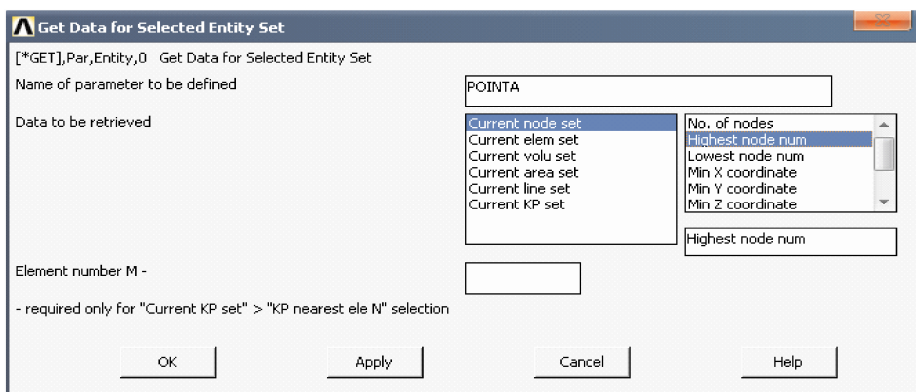 Get Data for Selected Entity Set
[*GET],Par,Entity,0 Get Data for Selected Entity Set
Name of parameter to be defined
POINTA
Data to be retrieved
Current node set
Current elem set
Current volu set
Current area set
Current line set
Current KP set
No. of nodes
Highest node num
Lowest node num
Min X coordinate
Min Y coordinate
Min Z coordinate
Highest node num
Element number M -
- required only for "Current KP set" > "KP nearest ele N" selection
OK
Apply
Cancel
Help